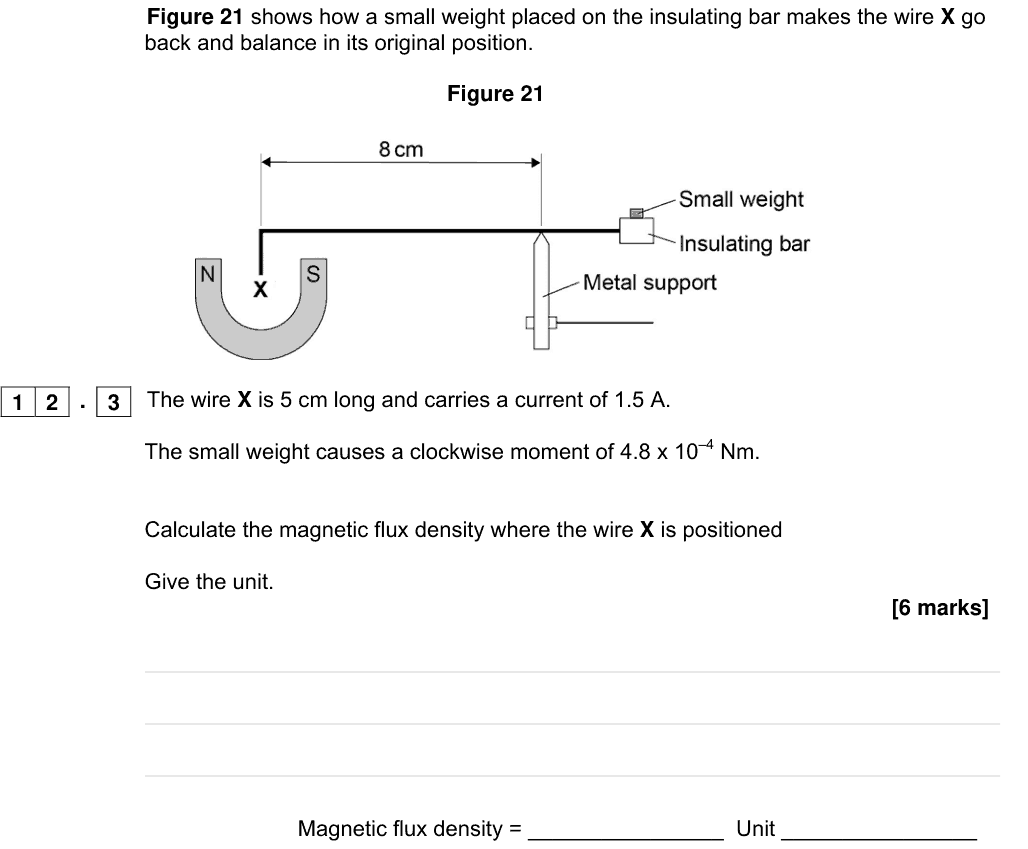 Figure 21 shows how a small weight placed on the insulating bar makes the wire X go
back and balance in its original position.
Figure 21
8 cm
Small weight
Insulating bar
Metal support
N
X
S
1 2 . 3 The wire X is 5 cm long and carries a current of 1.5 A.
The small weight causes a clockwise moment of 4.8 x 10⁻⁴ Nm.
Calculate the magnetic flux density where the wire X is positioned
Give the unit.
[6 marks]
Magnetic flux density = _________________ Unit _________________